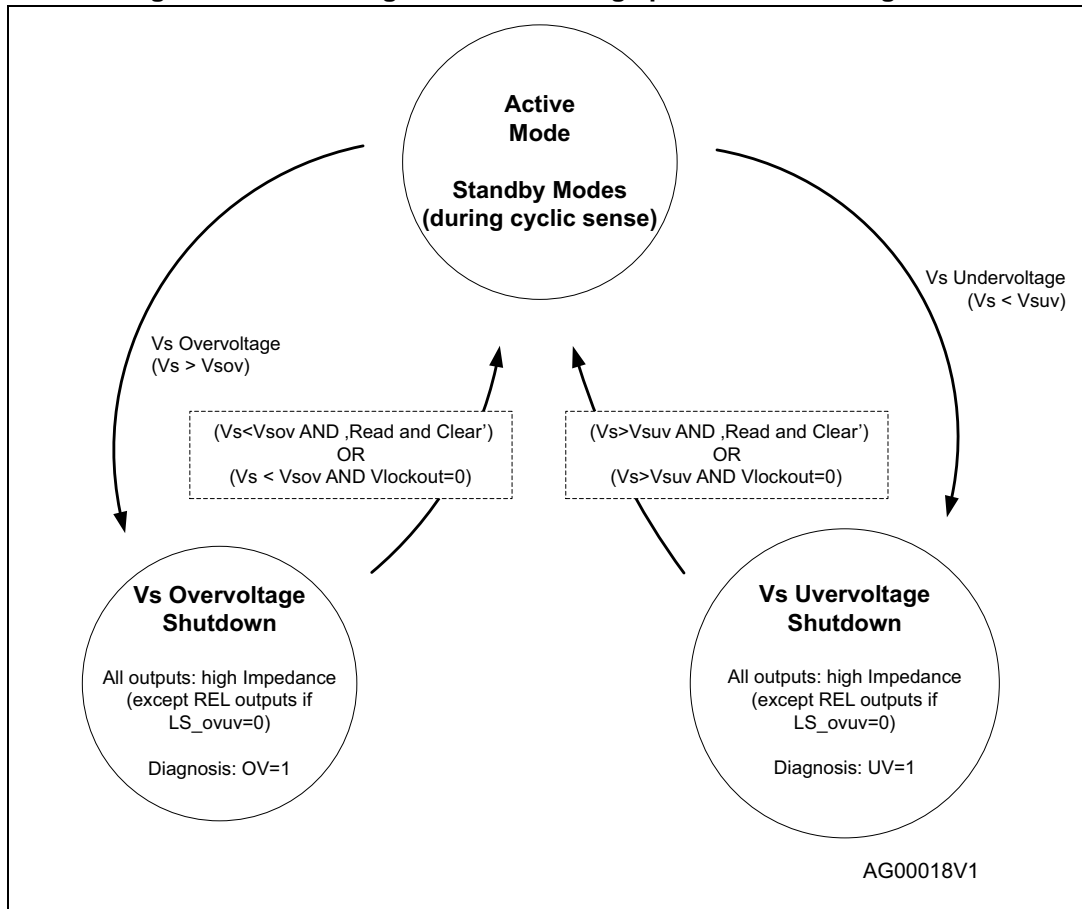 Active
Mode
Standby Modes
(during cyclic sense)
Vs Undervoltage
(Vs < Vsuv)
Vs Overvoltage
(Vs > Vsov)
(Vs<Vsov AND ‚Read and Clear’)
OR
(Vs < Vsov AND Vlockout=0)
(Vs>Vsuv AND ‚Read and Clear’)
OR
(Vs>Vsuv AND Vlockout=0)
Vs Overvoltage
Shutdown
All outputs: high Impedance
(except REL outputs if
LS_ovuv=0)
Diagnosis: OV=1
Vs Uvervoltage
Shutdown
All outputs: high Impedance
(except REL outputs if
LS_ovuv=0)
Diagnosis: UV=1
AG00018V1